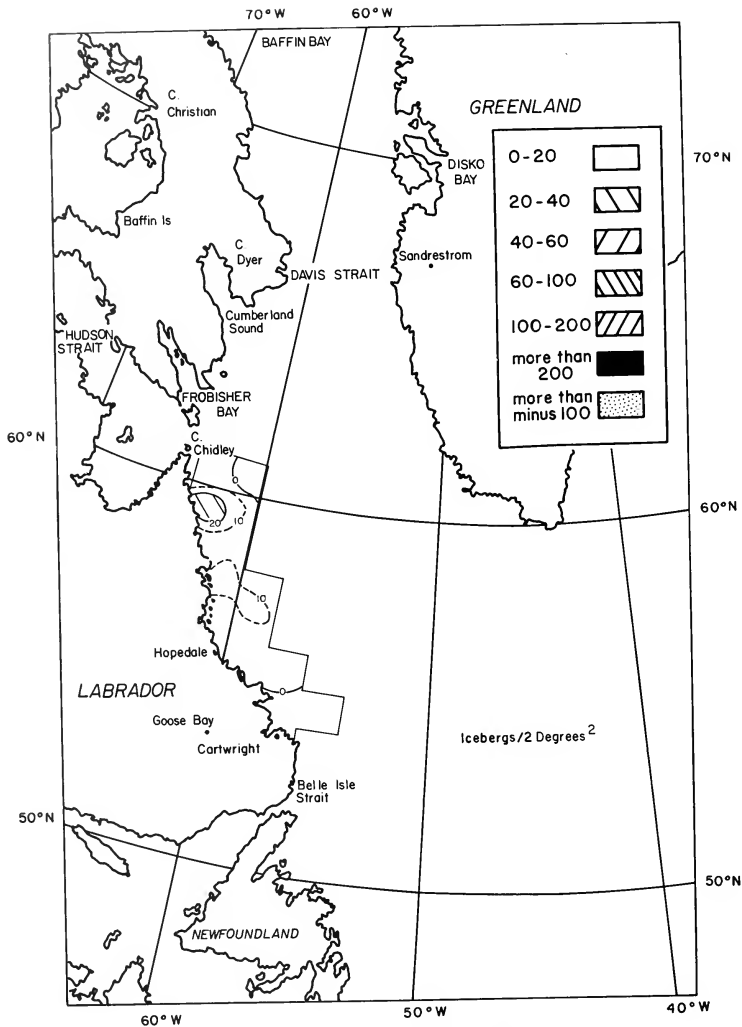 70°W
60°W
BAFFIN BAY
C.
Christian
GREENLAND
0-20
20-40
40-60
60-100
100-200
more than
200
more than
minus 100
DISKO
BAY
70°N
Baffin Is
C
Dyer
Sandrestrom
DAVIS STRAIT
Cumberland
Sound
HUDSON
STRAIT
FROBISHER
BAY
60°N
C.
Chidley
0
20
10
60°N
10
Hopedale
LABRADOR
0
Goose Bay
Cartwright
Icebergs/2 Degrees2
Belle Isle
Strait
50°N
50°N
NEWFOUNDLAND
60°W
50°W
40°W